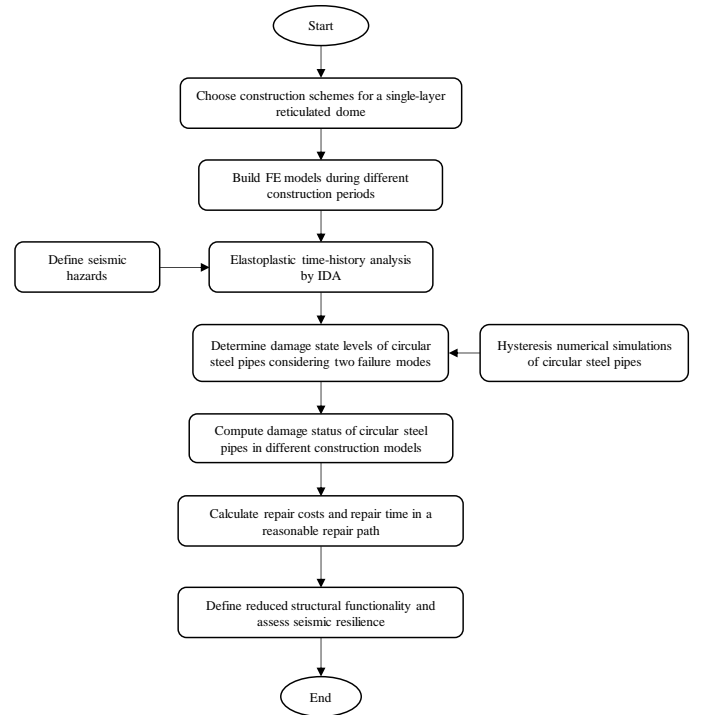 Start
Choose construction schemes for a single-layer
reticulated dome
Build FE models during different
construction periods
Define seismic
hazards
Elastoplastic time-history analysis
by IDA
Determine damage state levels of circular
steel pipes considering two failure modes
Hysteresis numerical simulations
of circular steel pipes
Compute damage status of circular steel
pipes in different construction models
Calculate repair costs and repair time in a
reasonable repair path
Define reduced structural functionality and
assess seismic resilience
End